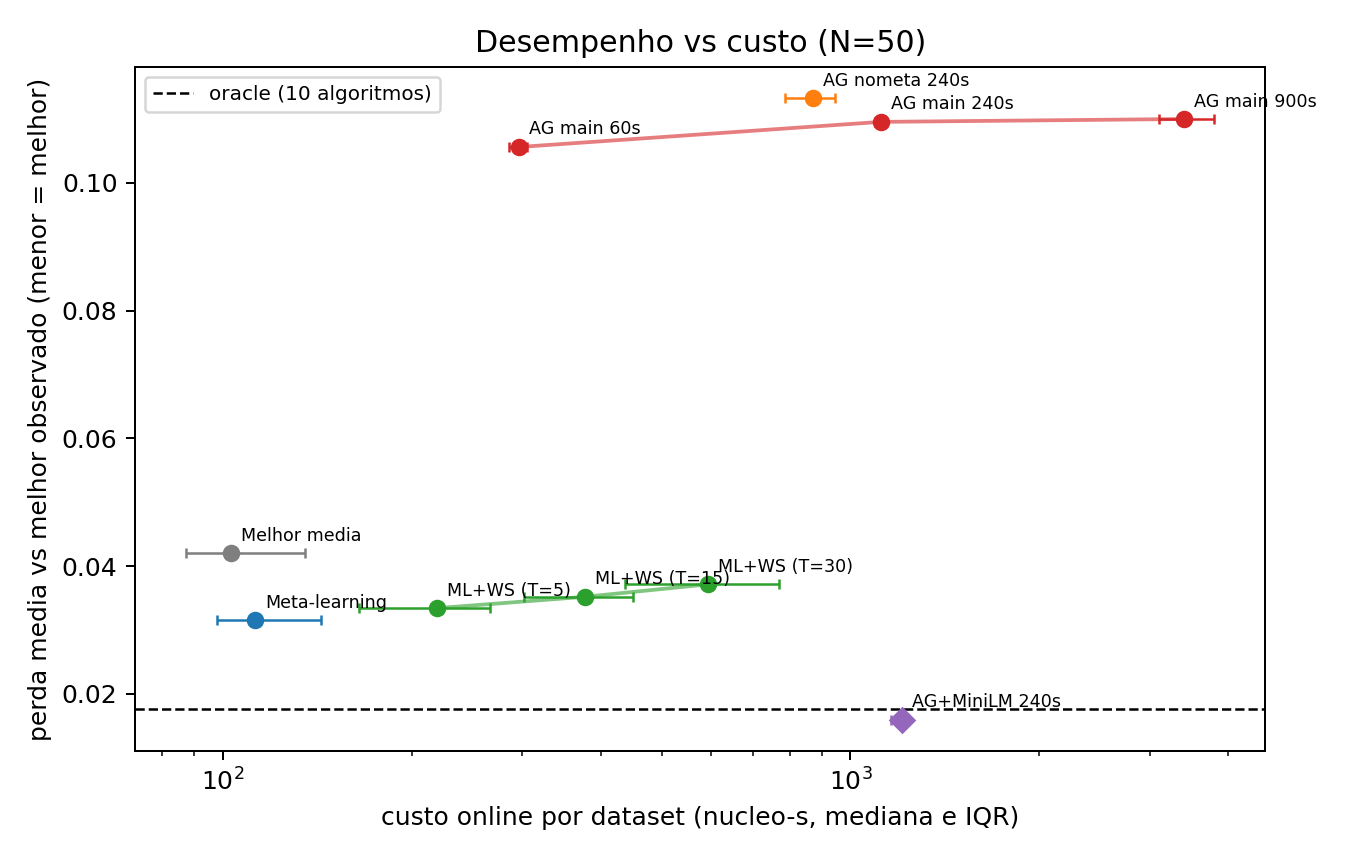 Desempenho vs custo (N=50)
oracle (10 algoritmos)
AG nometa 240s
AG main 240s
AG main 900s
AG main 60s
Melhor media
Meta-learning
ML+WS (T=5)
ML+WS (T=15)
ML+WS (T=30)
AG+MiniLM 240s
perda media vs melhor observado (menor = melhor)
0.10
0.08
0.06
0.04
0.02
10²
10³
custo online por dataset (nucleo-s, mediana e IQR)